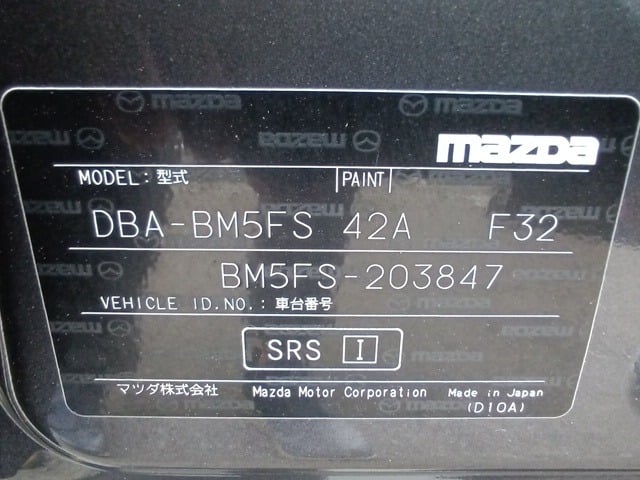 mazda
MODEL: 型式 PAINT
DBA-BM5FS 42A F32
BM5FS-203847
VEHICLE ID.NO.: 車台番号
SRS I
マツダ株式会社 Mazda Motor Corporation Made in Japan
(D10A)